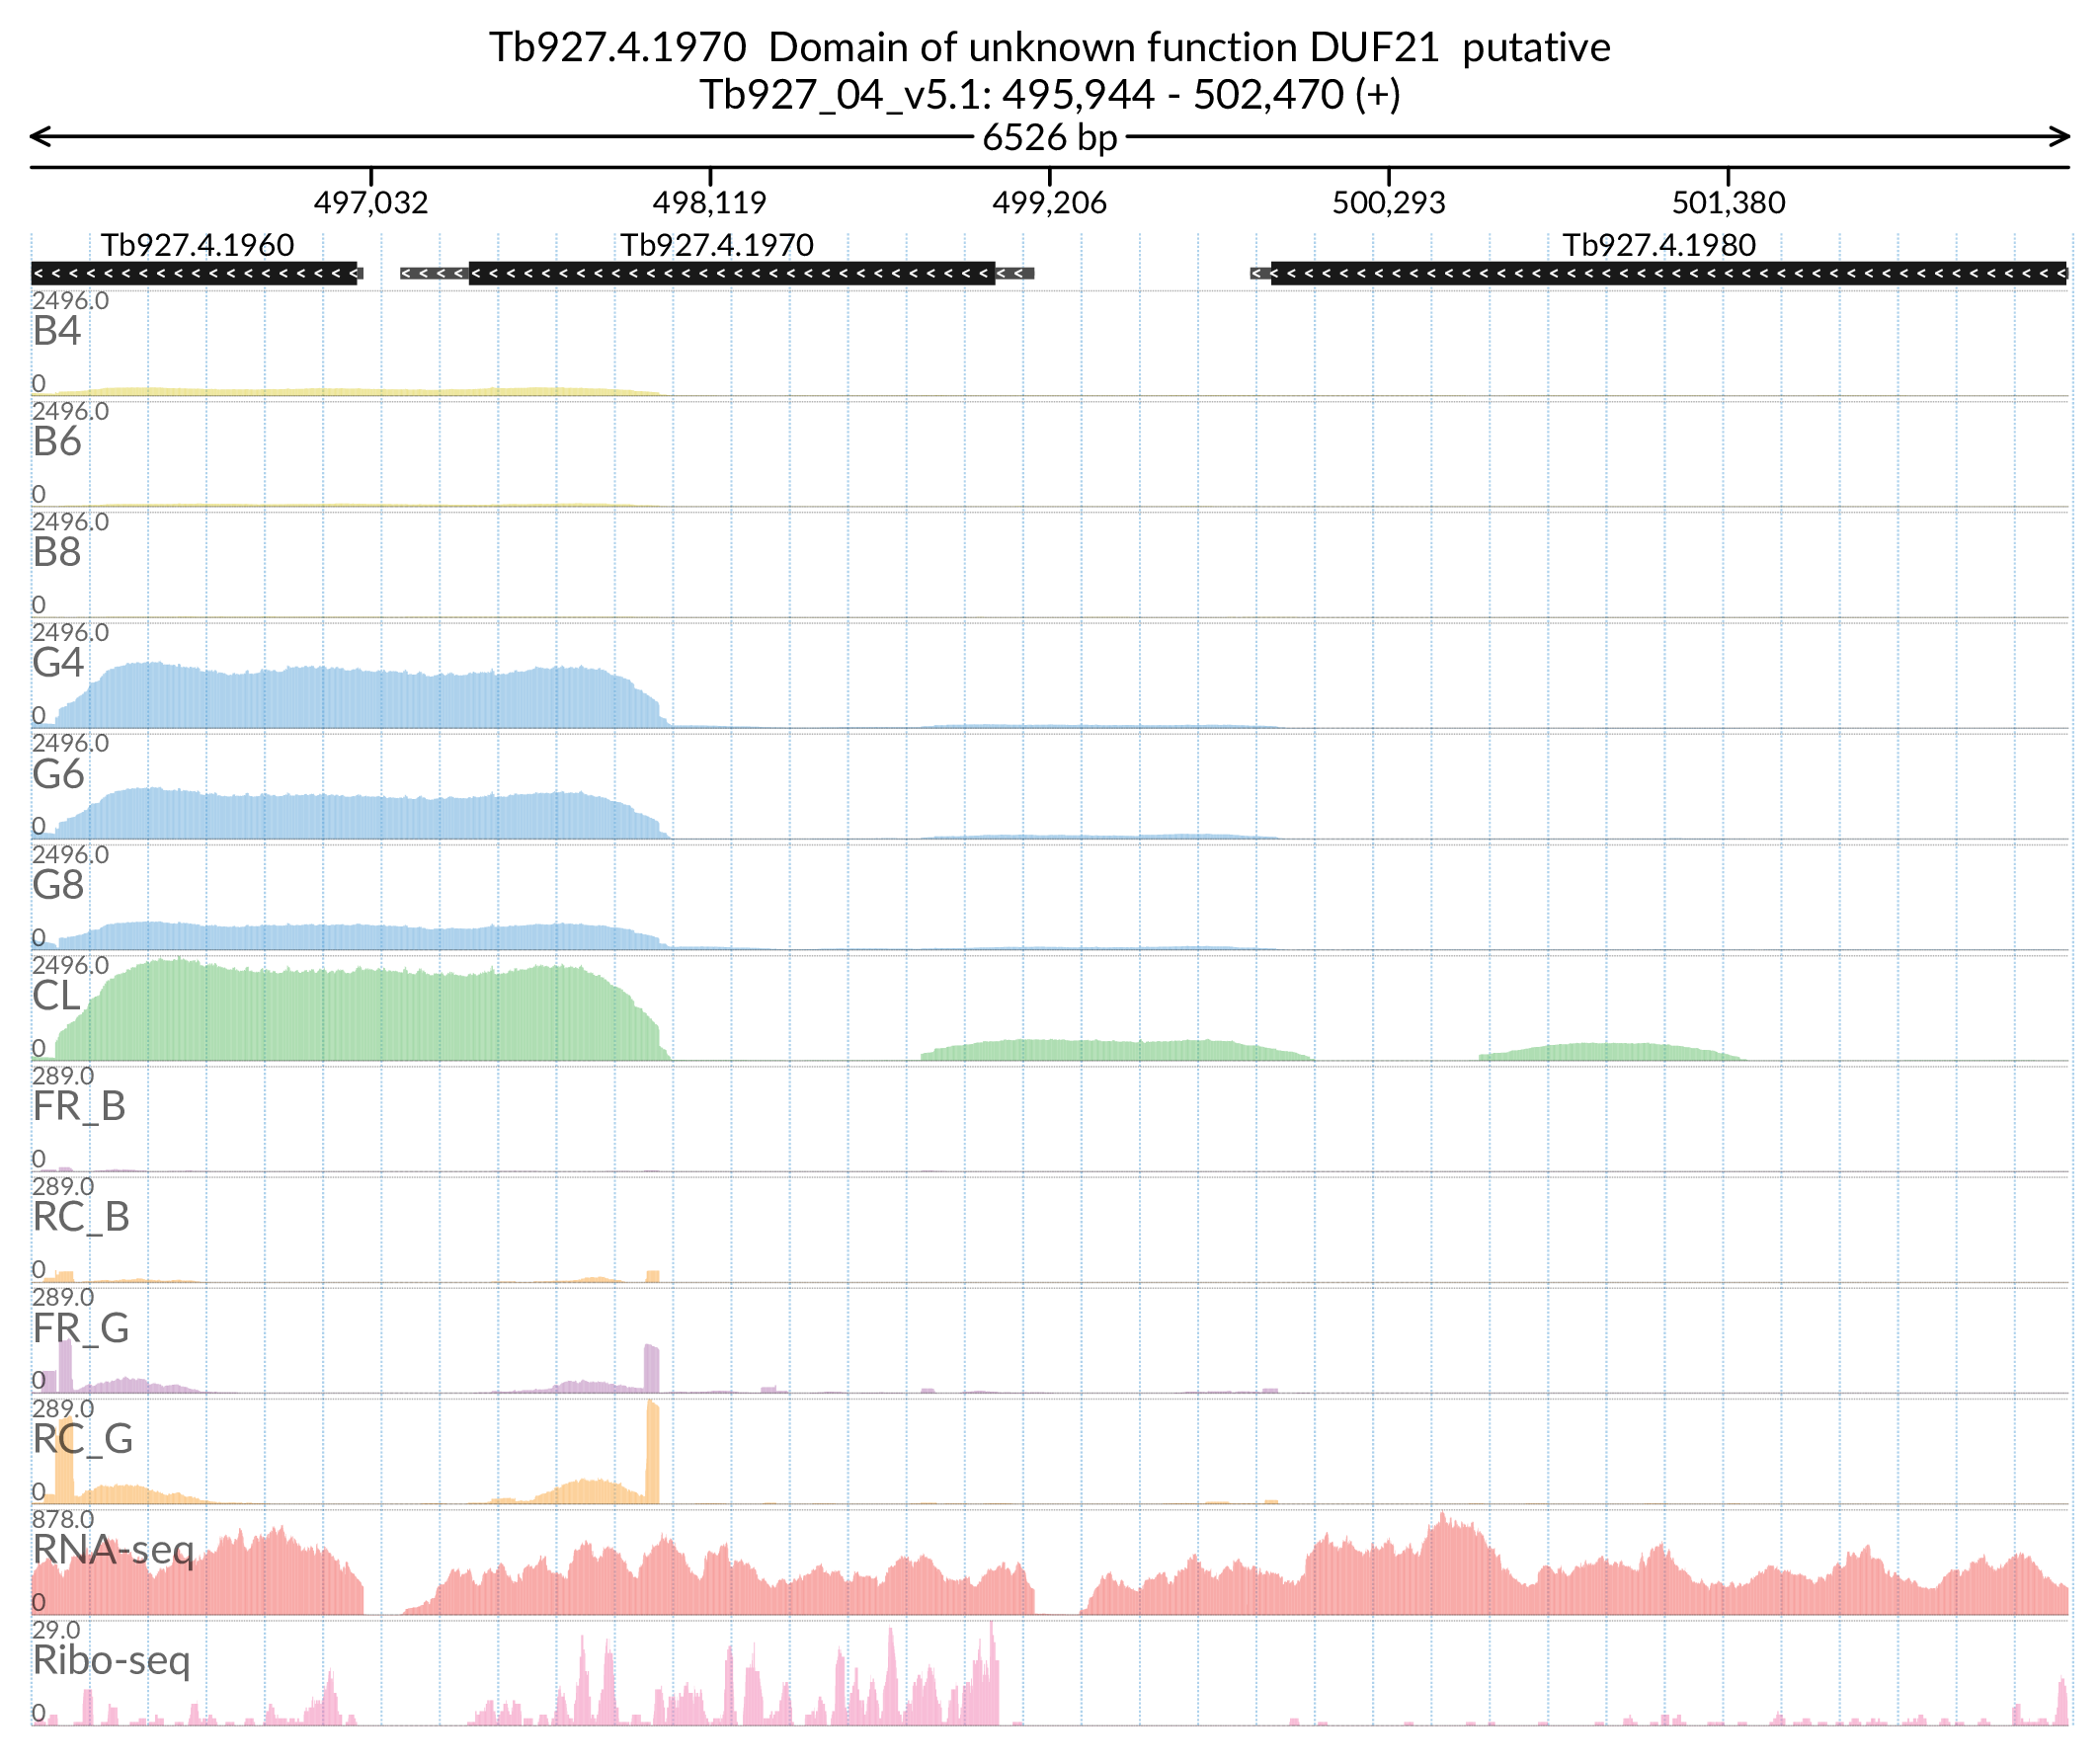 Tb927.4.1970  Domain of unknown function DUF21  putative
Tb927_04_v5.1: 495,944 - 502,470 (+)
6526 bp
497,032 498,119 499,206 500,293 501,380
Tb927.4.1960 Tb927.4.1970 Tb927.4.1980
2496.0
B4
0
2496.0
B6
0
2496.0
B8
0
2496.0
G4
0
2496.0
G6
0
2496.0
G8
0
2496.0
CL
0
289.0
FR_B
0
289.0
RC_B
0
289.0
FR_G
0
289.0
RC_G
0
878.0
RNA-seq
0
29.0
Ribo-seq
0